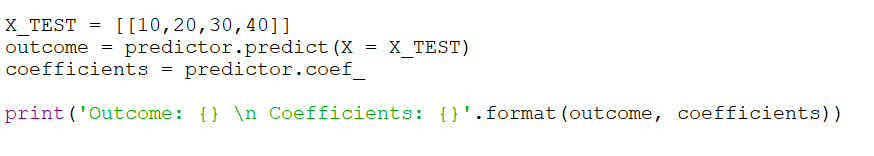 X_TEST = [[10,20,30,40]]
outcome = predictor.predict(X = X_TEST)
coefficients = predictor.coef_
print('Outcome: {} \n Coefficients: {}'.format(outcome, coefficients))